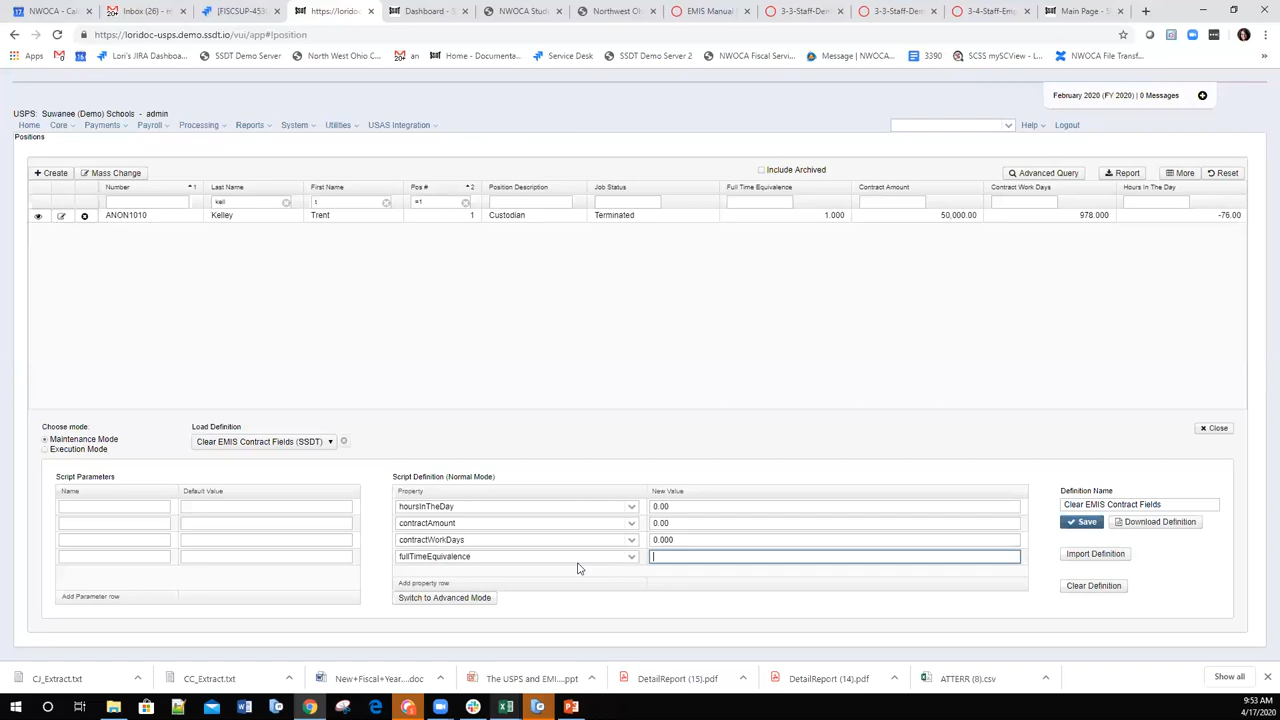 NWOCA - Cal
Inbox (26) - m
[FISCSUP-453
https://loridoc
Dashboard - S
NWOCA Stud
Northwest Ohi
EMIS Manual
3-3-Staff-Dem
3-3-Staff-Dem
3-4-Staff-Emp
Main Page - S
https://loridoc-usps.demo.ssdt.io/vui/app#!position
Apps
Lori's JIRA Dashbo...
SSDT Demo Server
North West Ohio C...
an
Home - Documenta...
Service Desk
SSDT Demo Server 2
NWOCA Fiscal Servi...
Message | NWOCA...
3390
SCSS mySCView - L...
NWOCA File Transf...
February 2020 (FY 2020) | 0 Messages
USPS: Suwanee (Demo) Schools - admin
Home Core Payments Payroll Processing Reports System Utilities USAS Integration Help Logout
Positions
Create Mass Change Include Archived Advanced Query Report More Reset
Number 1 Last Name First Name Pos # 2 Position Description Job Status Full Time Equivalence Contract Amount Contract Work Days Hours In The Day
kell t =1
ANON1010 Kelley Trent 1 Custodian Terminated 1.000 50,000.00 978.000 -76.00
Choose mode: Load Definition
Close
Maintenance Mode Clear EMIS Contract Fields (SSDT)
Execution Mode
Script Parameters Script Definition (Normal Mode)
Name Default Value Property New Value Definition Name
hoursInTheDay 0.00 Clear EMIS Contract Fields
contractAmount 0.00 Save Download Definition
contractWorkDays 0.000
fullTimeEquivalence Import Definition
Add property row
Clear Definition
Add Parameter row Switch to Advanced Mode
CJ_Extract.txt
CC_Extract.txt
New+Fiscal+Year....doc
The USPS and EMI....ppt
DetailReport (15).pdf
DetailReport (14).pdf
ATTERR (8).csv
Show all
9:53 AM
4/17/2020